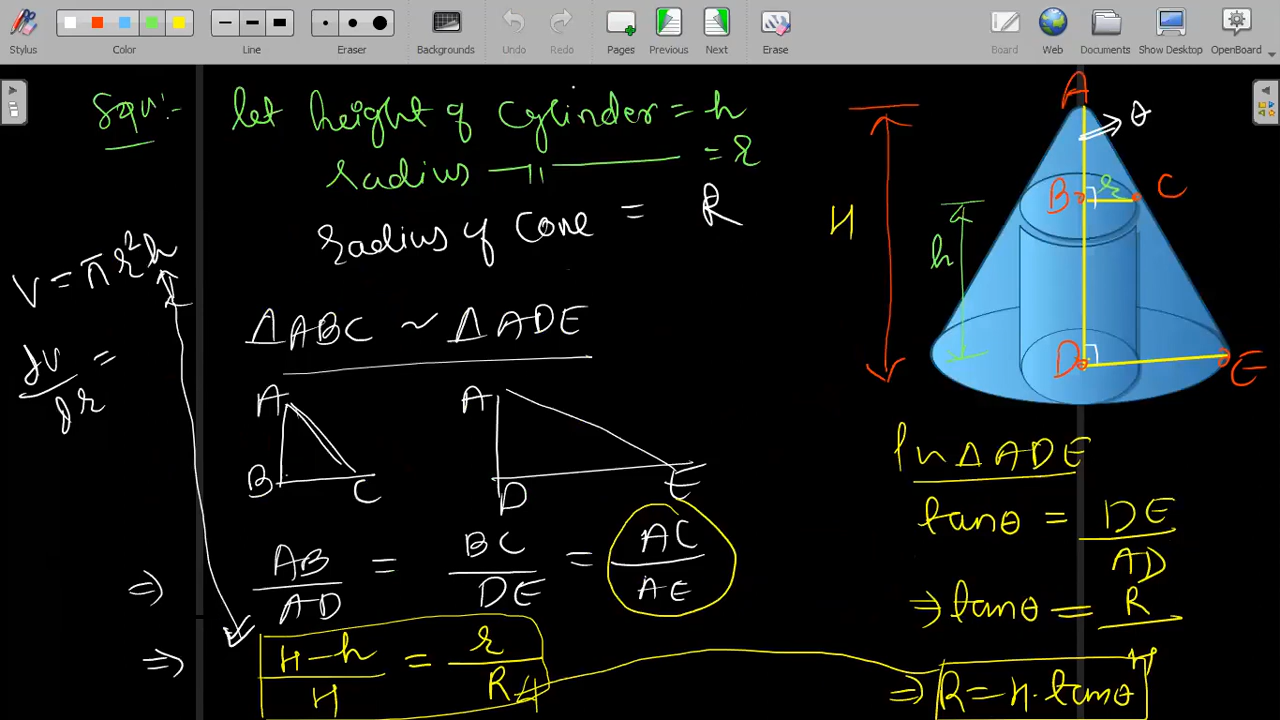 Stylus Color Line Eraser Backgrounds Undo Redo Pages Previous Next Erase Board Web Documents Show Desktop OpenBoard
let height of cylinder = h
radius —11— = r
radius of cone = R
V = πr²h
dv/dr =
ΔABC ~ ΔADE
A
B C
A
D E
⇒ AB/AD = BC/DE = AC/AE
⇒ H-h/H = r/R
A
θ
B r C
H
h
D E
In ΔADE
tanθ = DE/AD
⇒ tanθ = R/H
⇒ R = H·tanθ